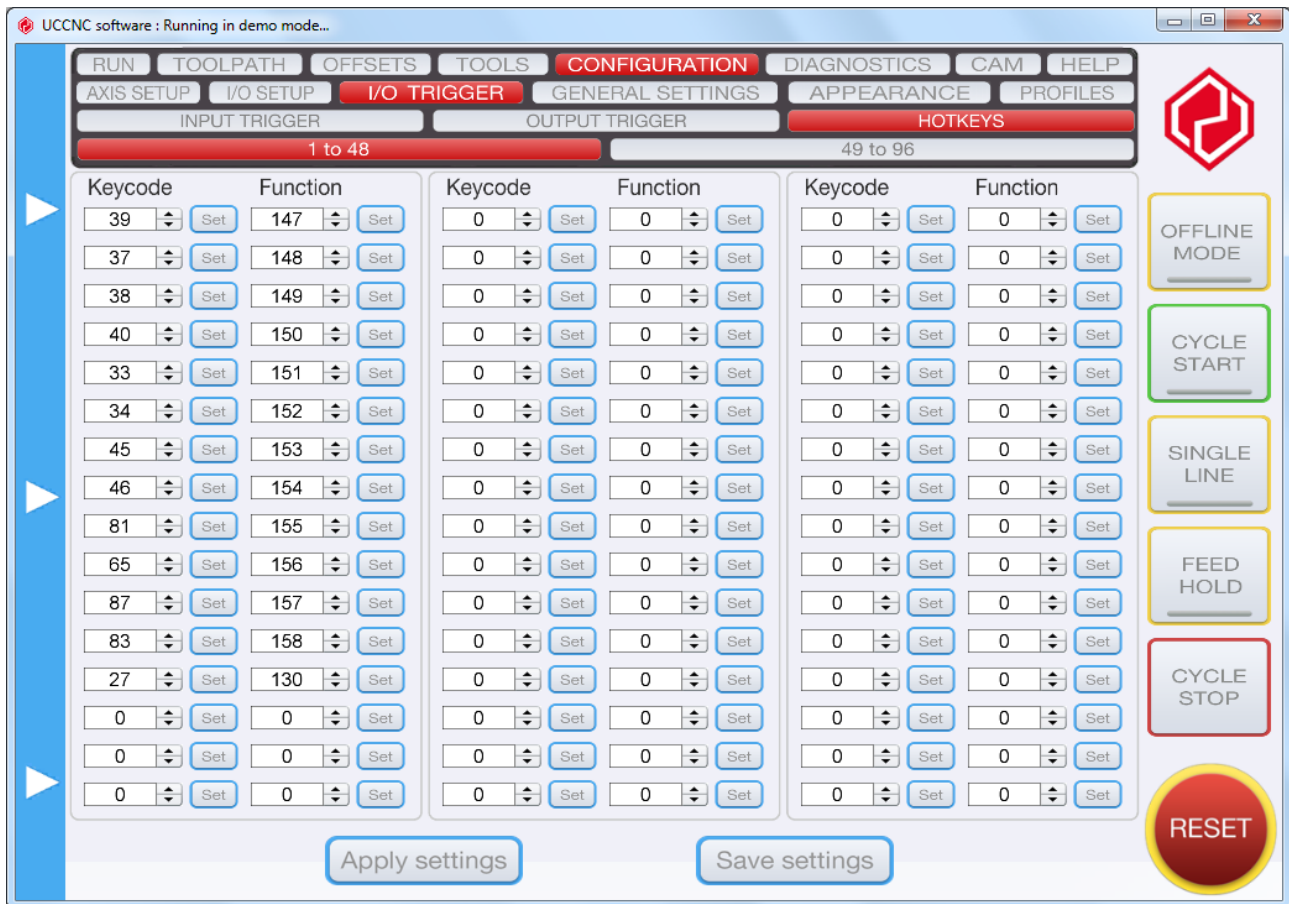 UCCNC software : Running in demo mode...
RUN TOOLPATH OFFSETS TOOLS CONFIGURATION DIAGNOSTICS CAM HELP
AXIS SETUP I/O SETUP I/O TRIGGER GENERAL SETTINGS APPEARANCE PROFILES
INPUT TRIGGER OUTPUT TRIGGER HOTKEYS
1 to 48 49 to 96
Keycode Function Keycode Function Keycode Function
39 Set 147 Set 0 Set 0 Set 0 Set 0 Set
37 Set 148 Set 0 Set 0 Set 0 Set 0 Set
38 Set 149 Set 0 Set 0 Set 0 Set 0 Set
40 Set 150 Set 0 Set 0 Set 0 Set 0 Set
33 Set 151 Set 0 Set 0 Set 0 Set 0 Set
34 Set 152 Set 0 Set 0 Set 0 Set 0 Set
45 Set 153 Set 0 Set 0 Set 0 Set 0 Set
46 Set 154 Set 0 Set 0 Set 0 Set 0 Set
81 Set 155 Set 0 Set 0 Set 0 Set 0 Set
65 Set 156 Set 0 Set 0 Set 0 Set 0 Set
87 Set 157 Set 0 Set 0 Set 0 Set 0 Set
83 Set 158 Set 0 Set 0 Set 0 Set 0 Set
27 Set 130 Set 0 Set 0 Set 0 Set 0 Set
0 Set 0 Set 0 Set 0 Set 0 Set 0 Set
0 Set 0 Set 0 Set 0 Set 0 Set 0 Set
0 Set 0 Set 0 Set 0 Set 0 Set 0 Set
Apply settings Save settings
OFFLINE
MODE
CYCLE
START
SINGLE
LINE
FEED
HOLD
CYCLE
STOP
RESET